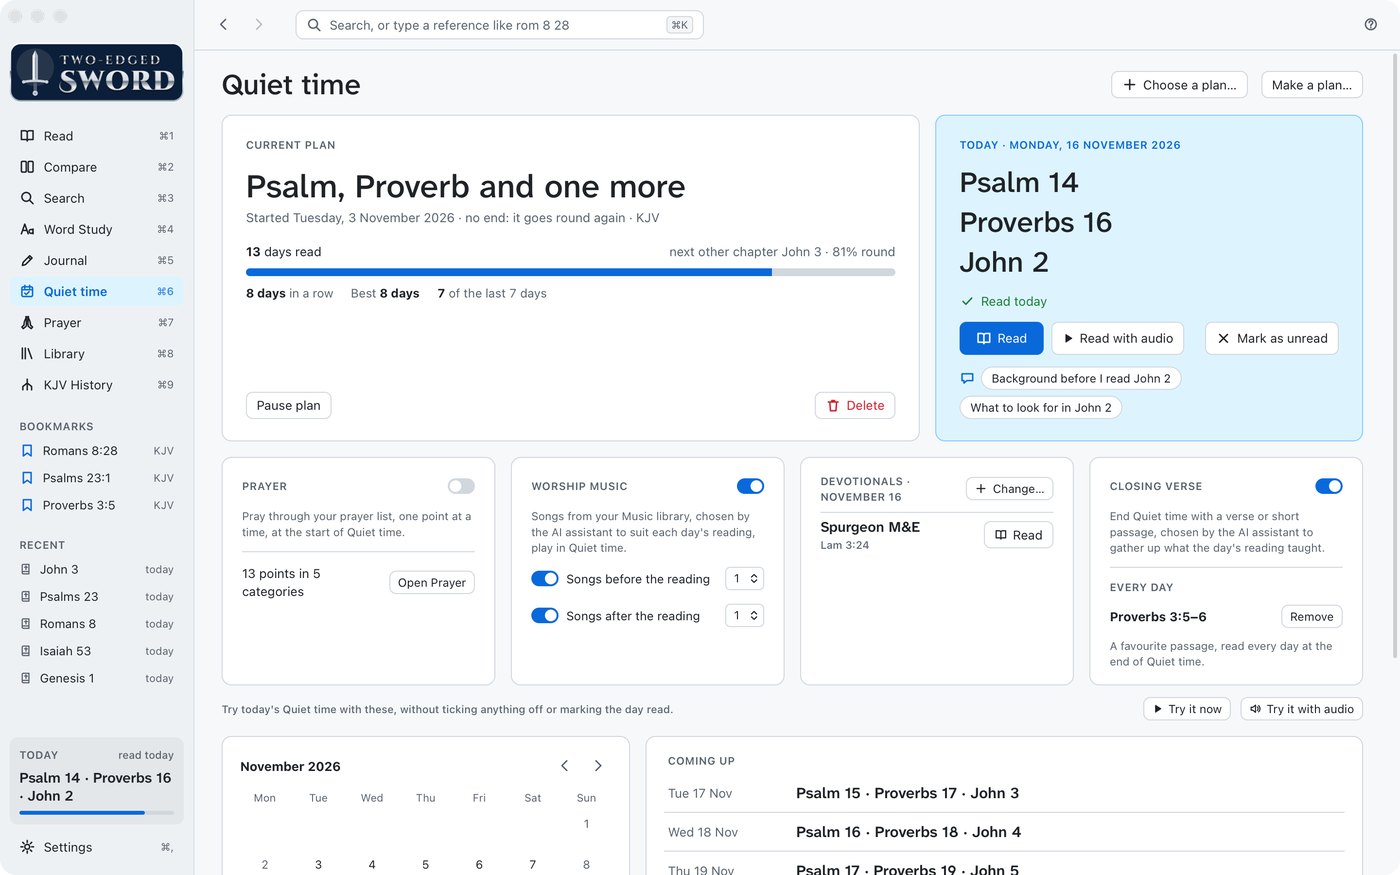 TWO-EDGED
SWORD
Read ⌘1
Compare ⌘2
Search ⌘3
Word Study ⌘4
Journal ⌘5
Quiet time ⌘6
Prayer ⌘7
Library ⌘8
KJV History ⌘9
BOOKMARKS
Romans 8:28 KJV
Psalms 23:1 KJV
Proverbs 3:5 KJV
RECENT
John 3 today
Psalms 23 today
Romans 8 today
Isaiah 53 today
Genesis 1 today
TODAY read today
Psalm 14 · Proverbs 16
· John 2
Settings ⌘,
Search, or type a reference like rom 8 28 ⌘K
Quiet time
Choose a plan...
Make a plan...
CURRENT PLAN
Psalm, Proverb and one more
Started Tuesday, 3 November 2026 · no end: it goes round again · KJV
13 days read next other chapter John 3 · 81% round
8 days in a row Best 8 days 7 of the last 7 days
Pause plan Delete
TODAY · MONDAY, 16 NOVEMBER 2026
Psalm 14
Proverbs 16
John 2
Read today
Read Read with audio Mark as unread
Background before I read John 2
What to look for in John 2
PRAYER
Pray through your prayer list, one point at a
time, at the start of Quiet time.
13 points in 5
categories
Open Prayer
WORSHIP MUSIC
Songs from your Music library, chosen by
the AI assistant to suit each day's reading,
play in Quiet time.
Songs before the reading 1
Songs after the reading 1
DEVOTIONALS ·
NOVEMBER 16
Change...
Spurgeon M&E
Lam 3:24
Read
CLOSING VERSE
End Quiet time with a verse or short
passage, chosen by the AI assistant to
gather up what the day's reading taught.
EVERY DAY
Proverbs 3:5–6 Remove
A favourite passage, read every day at the
end of Quiet time.
Try today's Quiet time with these, without ticking anything off or marking the day read.
Try it now Try it with audio
November 2026
Mon Tue Wed Thu Fri Sat Sun
1
2 3 4 5 6 7 8
COMING UP
Tue 17 Nov Psalm 15 · Proverbs 17 · John 3
Wed 18 Nov Psalm 16 · Proverbs 18 · John 4
Thu 19 Nov Psalm 17 · Proverbs 19 · John 5